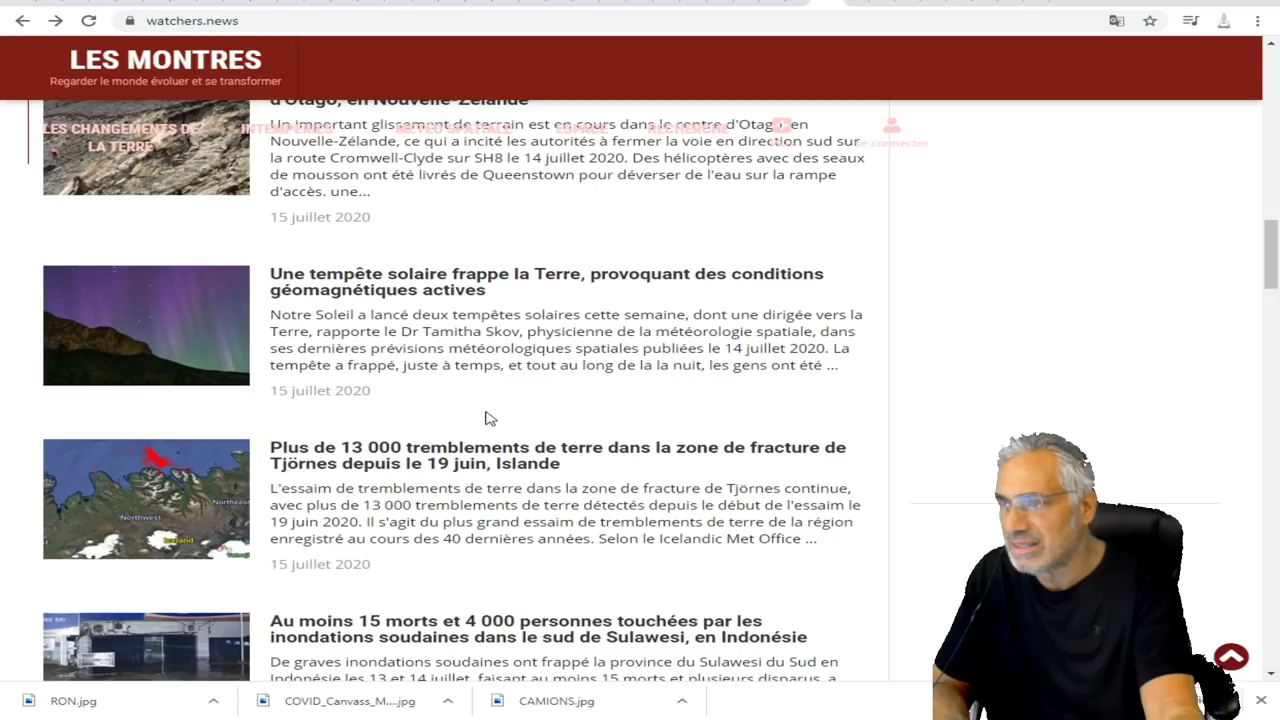 watchers.news
LES MONTRES
Regarder le monde évoluer et se transformer
LES CHANGEMENTS DE
LA TERRE
INTEMPÉRIES
MÉTÉO SPATIALE
ESPACE
RECHERCHE
Se connecter
d'Otago, en Nouvelle-Zélande
Un important glissement de terrain est en cours dans le centre d'Otago, en
Nouvelle-Zélande, ce qui a incité les autorités à fermer la voie en direction sud sur
la route Cromwell-Clyde sur SH8 le 14 juillet 2020. Des hélicoptères avec des seaux
de mousson ont été livrés de Queenstown pour déverser de l'eau sur la rampe
d'accès. une...
15 juillet 2020
Une tempête solaire frappe la Terre, provoquant des conditions
géomagnétiques actives
Notre Soleil a lancé deux tempêtes solaires cette semaine, dont une dirigée vers la
Terre, rapporte le Dr Tamitha Skov, physicienne de la météorologie spatiale, dans
ses dernières prévisions météorologiques spatiales publiées le 14 juillet 2020. La
tempête a frappé, juste à temps, et tout au long de la la nuit, les gens ont été ...
15 juillet 2020
Plus de 13 000 tremblements de terre dans la zone de fracture de
Tjörnes depuis le 19 juin, Islande
Northwest
Northeast
Iceland
L'essaim de tremblements de terre dans la zone de fracture de Tjörnes continue,
avec plus de 13 000 tremblements de terre détectés depuis le début de l'essaim le
19 juin 2020. Il s'agit du plus grand essaim de tremblements de terre de la région
enregistré au cours des 40 dernières années. Selon le Icelandic Met Office ...
15 juillet 2020
Au moins 15 morts et 4 000 personnes touchées par les
inondations soudaines dans le sud de Sulawesi, en Indonésie
De graves inondations soudaines ont frappé la province du Sulawesi du Sud en
Indonésie les 13 et 14 juillet, faisant au moins 15 morts et plusieurs disparus, a
RON.jpg
COVID_Canvass_M....jpg
CAMIONS.jpg